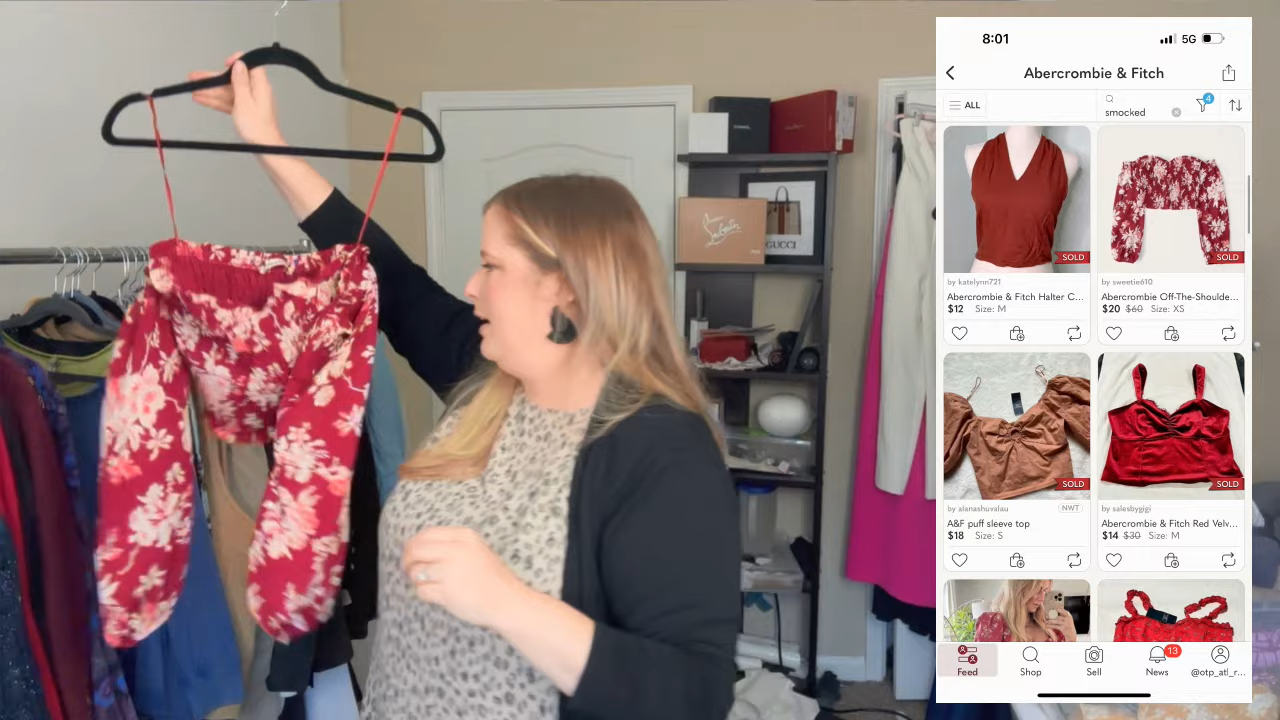 8:01
5G
Abercrombie & Fitch
ALL
smocked
4
SOLD
SOLD
by katelynn721
by sweetie610
Abercrombie & Fitch Halter C...
Abercrombie Off-The-Shoulde...
$12 Size: M
$20 $60 Size: XS
SOLD
SOLD
by alanashuvalau
NWT
by salesbygigi
A&F puff sleeve top
Abercrombie & Fitch Red Velv...
$18 Size: S
$14 $30 Size: M
Feed
Shop
Sell
News
13
@otp_atl_r...
GUCCI